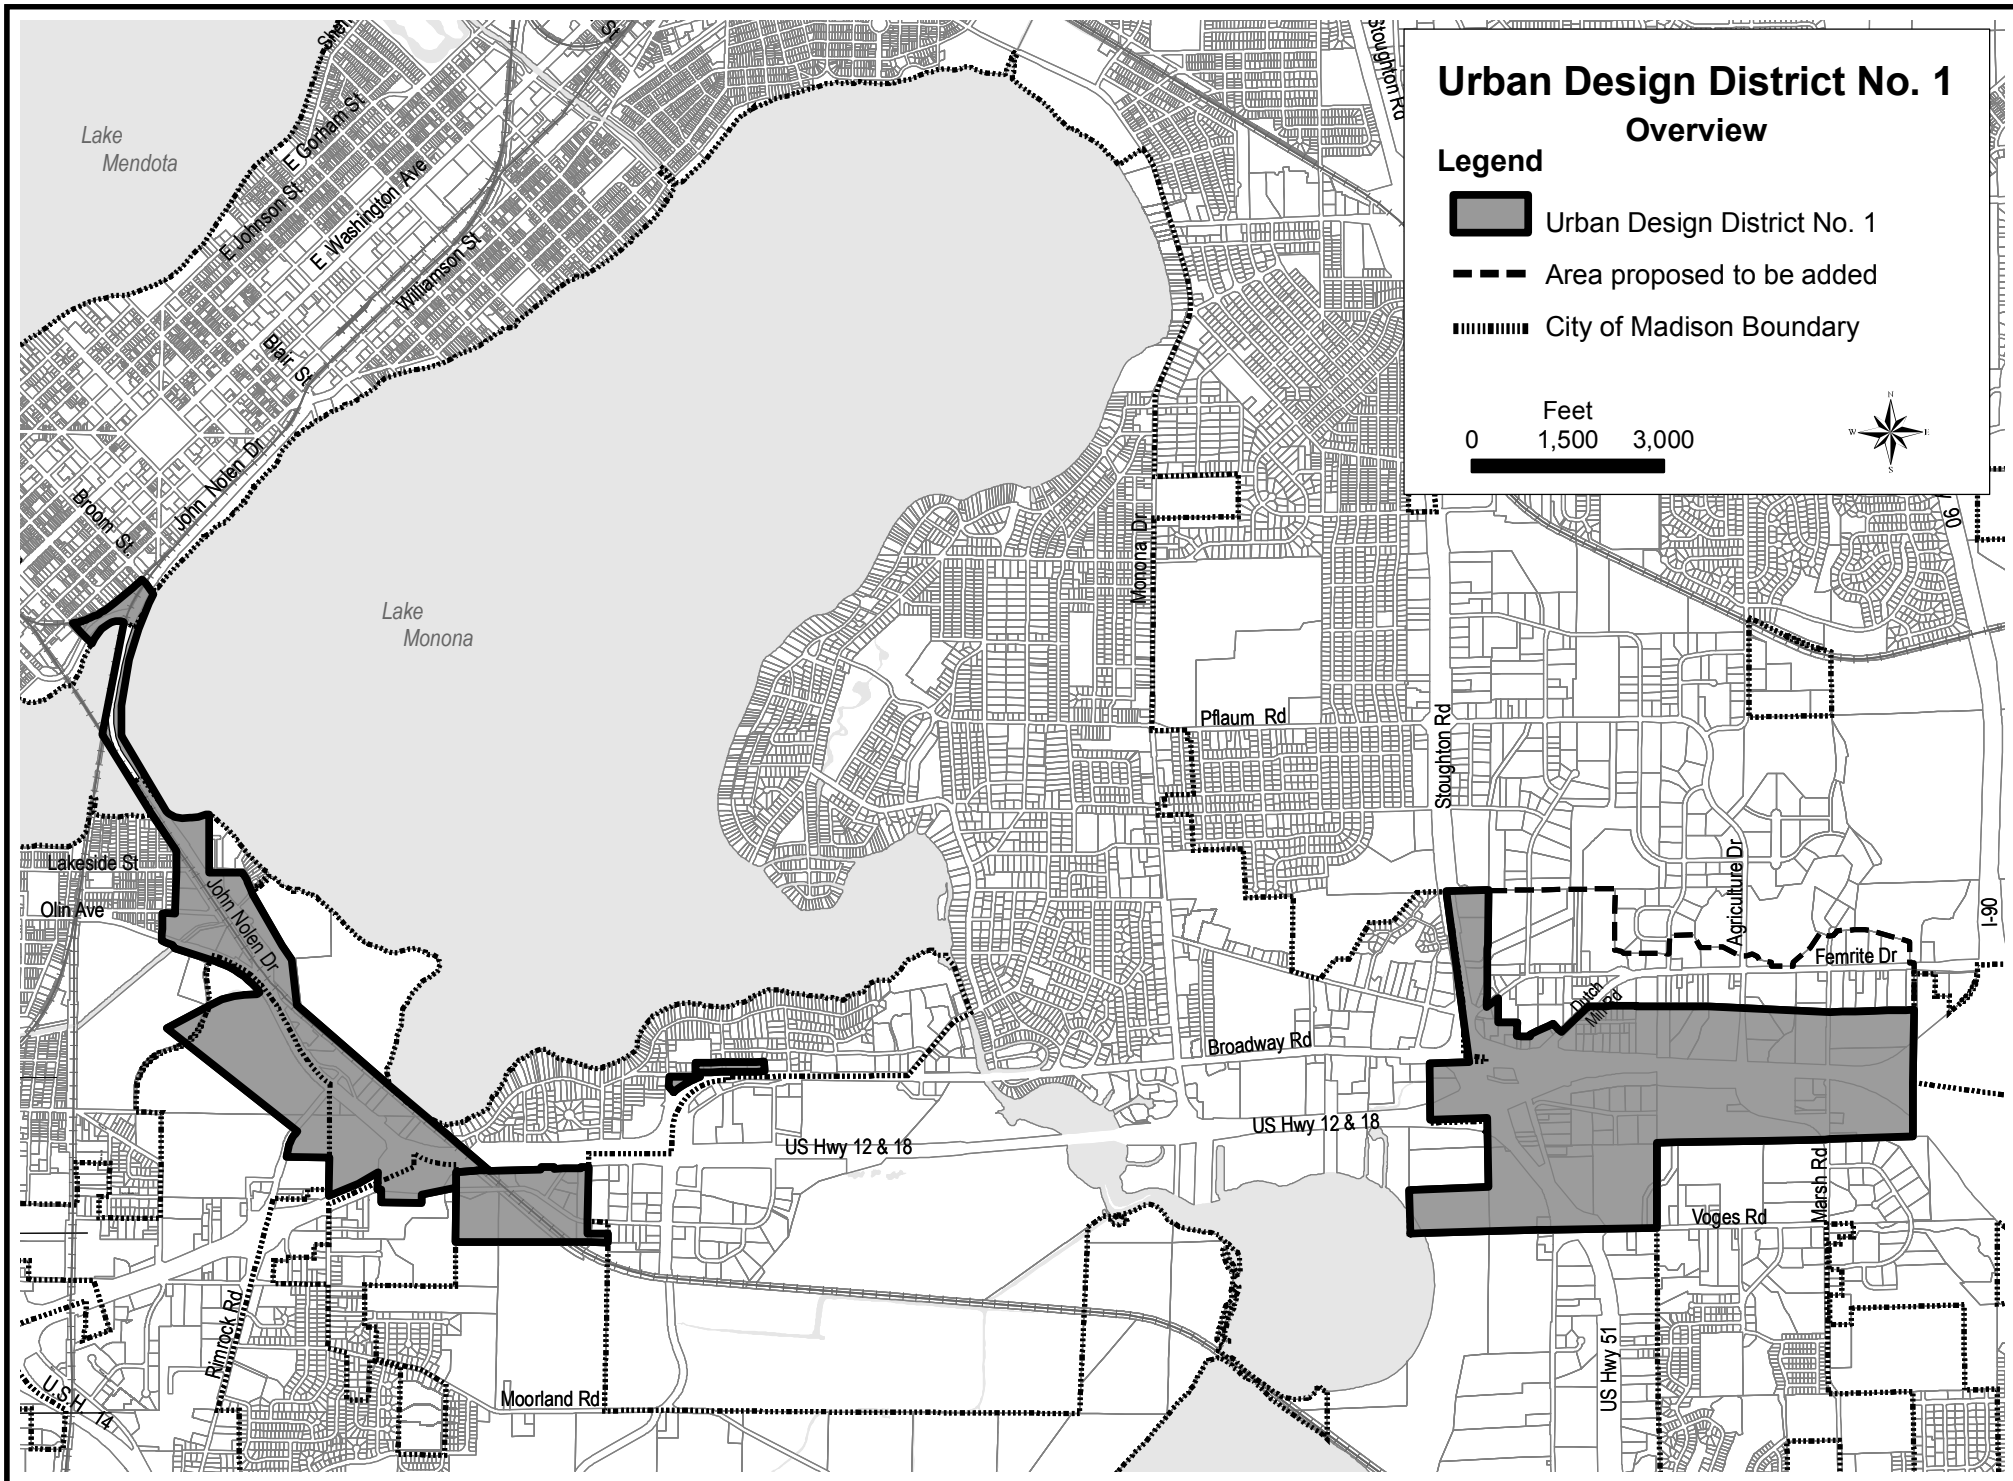 Urban Design District No. 1
Overview
Legend
Urban Design District No. 1
Area proposed to be added
City of Madison Boundary
Feet
0 1,500 3,000
N
W E
S
St
Stoughton Rd
Lake
Mendota
E Gorham St
E Johnson St
E Washington Ave
Williamson St
Blair St
John Nolen Dr
Broom St.
I-90
Lake
Monona
Monona Dr
Pflaum Rd
Stoughton Rd
Lakeside St
Olin Ave
John Nolen Dr
Agriculture Dr
I-90
Femrite Dr
Dutch
Mill Rd
Broadway Rd
US Hwy 12 & 18
US Hwy 12 & 18
Marsh Rd
Voges Rd
Rimrock Rd
US Hwy 51
U.S.H. 14
Moorland Rd